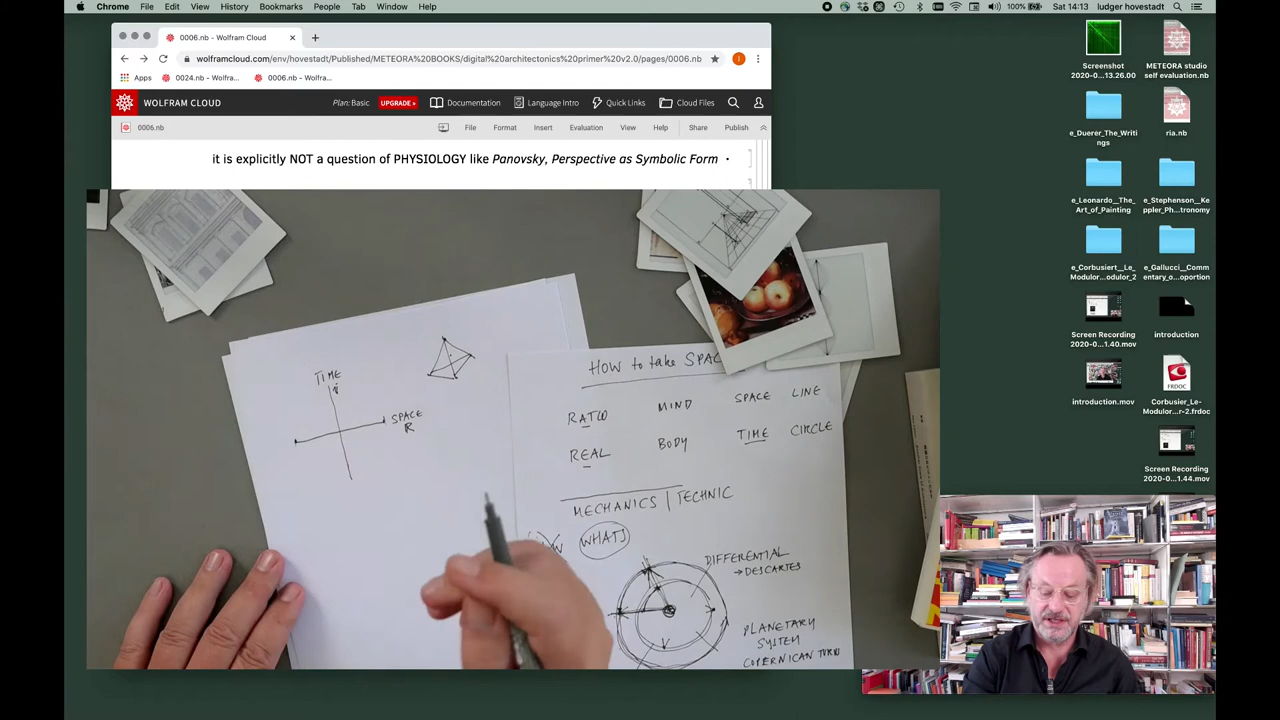 Chrome File Edit View History Bookmarks People Tab Window Help
100% Sat 14:13 ludger hovestadt
0006.nb - Wolfram Cloud
wolframcloud.com/env/hovestadt/Published/METEORA%20BOOKS/digital%20architectonics%20primer%20v2.0/pages/0006.nb
Apps 0024.nb - Wolfra... 0006.nb - Wolfra...
WOLFRAM CLOUD Plan: Basic UPGRADE » Documentation Language Intro Quick Links Cloud Files
0006.nb File Format Insert Evaluation View Help Share Publish
it is explicitly NOT a question of PHYSIOLOGY like Panovsky, Perspective as Symbolic Form
TIME
SPACE
R
How to take SPAC
RATIO MIND SPACE LINE
REAL BODY TIME CIRCLE
MECHANICS | TECHNIC
WHATS
DIFFERENTIAL
→ DESCARTES
PLANETARY
SYSTEM
COPERNICAN TURN
Screenshot
2020-0...13.26.00
METEORA studio
self evaluation.nb
e_Duerer_The_Writi
ngs
ria.nb
e_Leonardo__The_
Art_of_Painting
e_Stephenson__Ke
ppler_Ph...tronomy
e_Corbusiert__Le_
Modulor...odulor_2
e_Gallucci__Comm
entary_o...oportion
Screen Recording
2020-0...1.40.mov
introduction
introduction.mov
FRDOC
Corbusier_Le-
Modulor...r-2.frdoc
Screen Recording
2020-0...1.44.mov